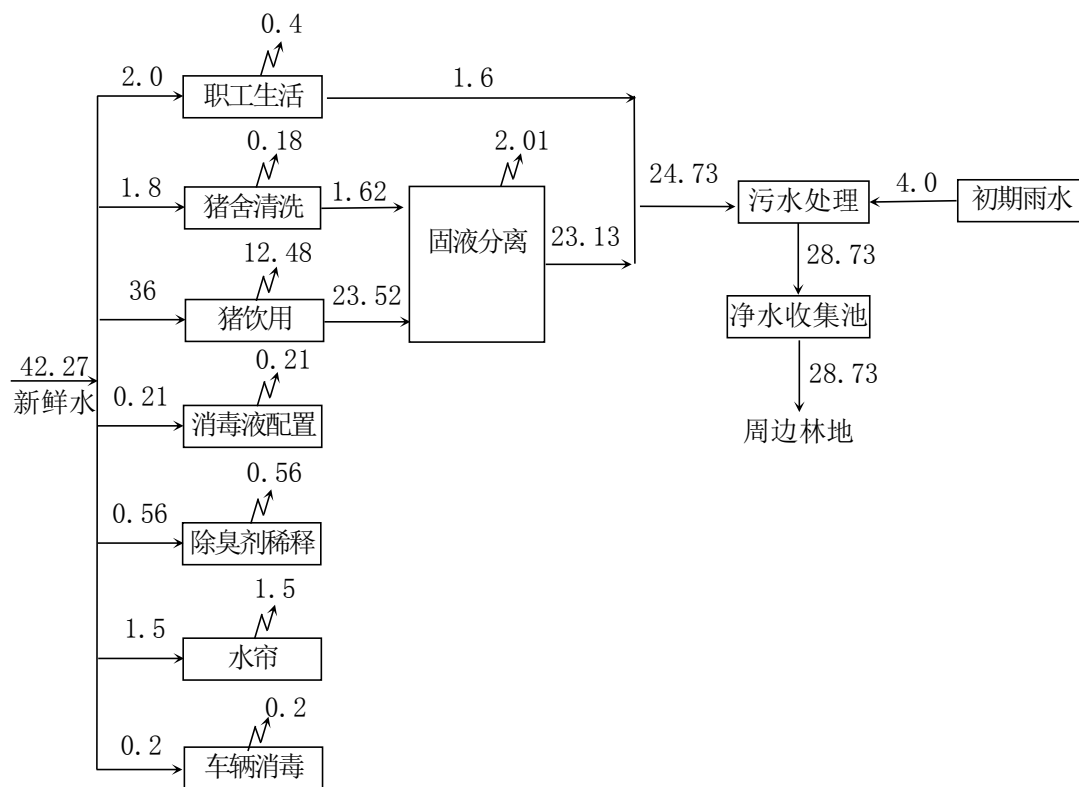 0.4
2.0
职工生活
1.6
0.18
2.01
1.8
猪舍清洗
1.62
24.73
污水处理
4.0
初期雨水
固液分离
23.13
12.48
28.73
36
猪饮用
23.52
净水收集池
42.27
新鲜水
0.21
0.21
消毒液配置
28.73
周边林地
0.56
0.56
除臭剂稀释
1.5
1.5
水帘
0.2
0.2
车辆消毒